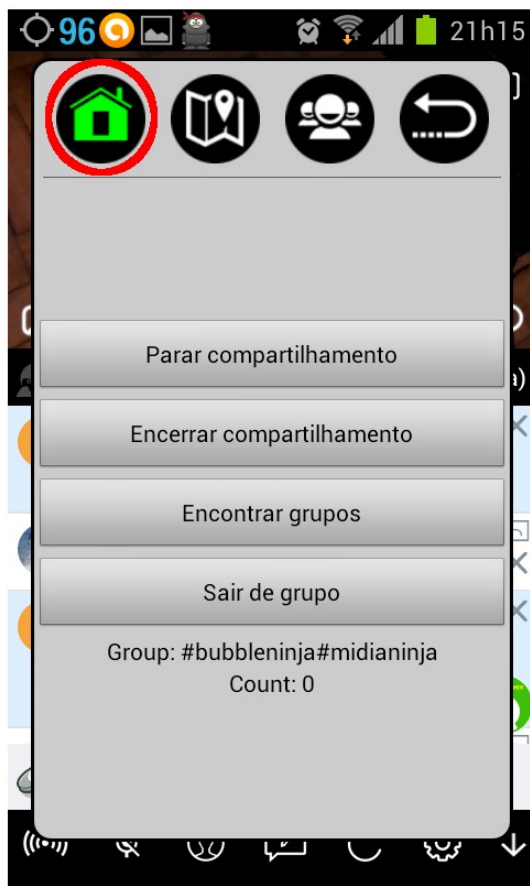 96 21h15
Parar compartilhamento
a)
Encerrar compartilhamento
Encontrar grupos
Sair de grupo
Group: #bubbleninja#midianinja
Count: 0